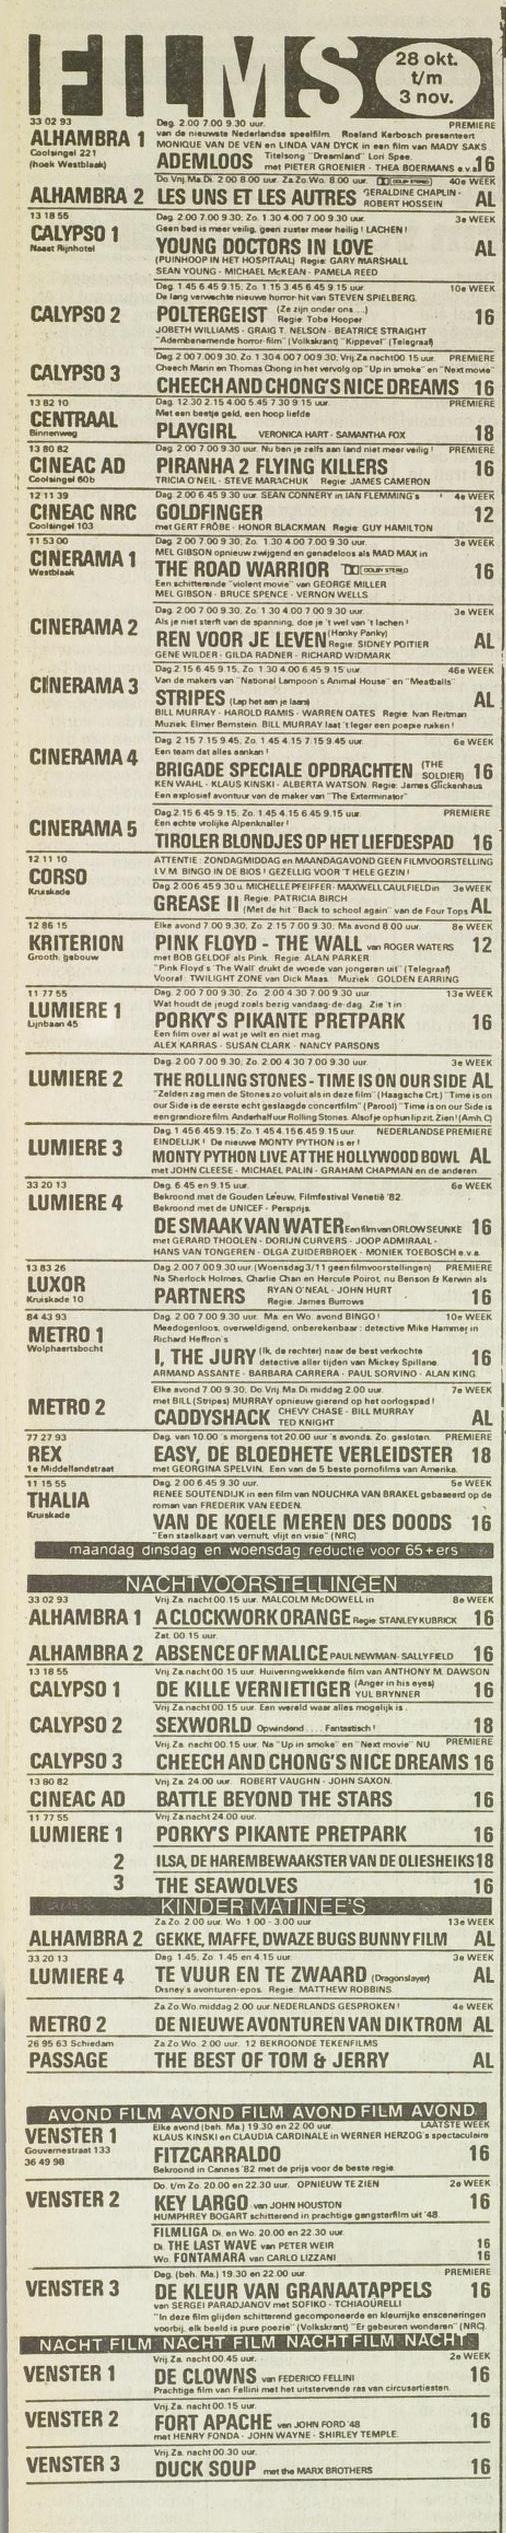 FILMS
28 okt.
t/m
3 nov.
33 02 93 Dag. 2.00 7.00 9.30 uur. PREMIERE
ALHAMBRA 1 van de nieuwste Nederlandse speelfilm. Roeland Kerbosch presenteert
Coolsingel 221 MONIQUE VAN DE VEN en LINDA VAN DYCK in een film van MADY SAKS
(hoek Westblaak) ADEMLOOS Titelsong "Dreamland" Lori Spee.
met PIETER GROENIER - THEA BOERMANS e.v.a. 16
Do.Vrij.Ma.Di. 2.00 8.00 uur. Za.Zo.Wo. 8.00 uur. DOLBY STEREO 40e WEEK
ALHAMBRA 2 LES UNS ET LES AUTRES GERALDINE CHAPLIN - ROBERT HOSSEIN AL
13 18 55 Dag. 2.00 7.00 9.30; Zo. 1.30 4.00 7.00 9.30 uur. 3e WEEK
CALYPSO 1 Geen bed is meer veilig, geen zuster meer heilig! LACHEN!
Naast Rijnhotel YOUNG DOCTORS IN LOVE AL
(PUINHOOP IN HET HOSPITAAL) Regie: GARY MARSHALL
SEAN YOUNG - MICHAEL McKEAN - PAMELA REED
Dag. 1.45 6.45 9.15; Zo. 1.15 3.45 6.45 9.15 uur. 10e WEEK
De lang verwachte nieuwe horror-hit van STEVEN SPIELBERG.
CALYPSO 2 POLTERGEIST (Ze zijn onder ons....) Regie: Tobe Hooper 16
JOBETH WILLIAMS - GRAIG T. NELSON - BEATRICE STRAIGHT
"Adembenemende horror-film" (Volkskrant) "Kippevel" (Telegraaf)
Dag. 2.00 7.00 9.30; Zo. 1.30 4.00 7.00 9.30; Vrij.Za.nacht 00.15 uur. PREMIERE
CALYPSO 3 Cheech Marin en Thomas Chong in het vervolg op "Up in smoke" en "Next movie"
CHEECH AND CHONG'S NICE DREAMS 16
13 82 10 Dag. 12.30 2.15 4.00 5.45 7.30 9.15 uur. PREMIERE
CENTRAAL Met een beetje geld, een hoop liefde
Binnenweg PLAYGIRL VERONICA HART - SAMANTHA FOX 18
13 80 82 Dag. 2.00 7.00 9.30 uur. Nu ben je zelfs aan land niet meer veilig! PREMIERE
CINEAC AD PIRANHA 2 FLYING KILLERS 16
Coolsingel 60b TRICIA O'NEIL - STEVE MARACHUK Regie: JAMES CAMERON
12 11 39 Dag. 2.00 6.45 9.30 uur. SEAN CONNERY in IAN FLEMMING's 4e WEEK
CINEAC NRC GOLDFINGER 12
Coolsingel 103 met GERT FRÖBE - HONOR BLACKMAN. Regie: GUY HAMILTON
11 53 00 Dag. 2.00 7.00 9.30; Zo. 1.30 4.00 7.00 9.30 uur. 3e WEEK
CINERAMA 1 MEL GIBSON opnieuw zwijgend en genadeloos als MAD MAX in
Westblaak THE ROAD WARRIOR DOLBY STEREO 16
Een schitterende "violent movie" van GEORGE MILLER
MEL GIBSON - BRUCE SPENCE - VERNON WELLS
Dag. 2.00 7.00 9.30; Zo. 1.30 4.00 7.00 9.30 uur. 3e WEEK
CINERAMA 2 Als je niet sterft van de spanning, doe je 't wel van 't lachen!
REN VOOR JE LEVEN (Hanky Panky) Regie: SIDNEY POITIER AL
GENE WILDER - GILDA RADNER - RICHARD WIDMARK
Dag. 2.15 6.45 9.15; Zo. 1.30 4.00 6.45 9.15 uur. 46e WEEK
CINERAMA 3 Van de makers van "National Lampoon's Animal House" en "Meatballs"
STRIPES (Lap het aan je laars) AL
BILL MURRAY - HAROLD RAMIS - WARREN OATES Regie: Ivan Reitman
Muziek: Elmer Bernstein. BILL MURRAY laat 't leger een poepie ruiken!
Dag. 2.15 7.15 9.45; Zo. 1.45 4.15 7.15 9.45 uur. 6e WEEK
CINERAMA 4 Een team dat alles aankan!
BRIGADE SPECIALE OPDRACHTEN (THE SOLDIER) 16
KEN WAHL - KLAUS KINSKI - ALBERTA WATSON. Regie: James Glickenhaus
Een explosief avontuur van de maker van "The Exterminator"
Dag. 2.15 6.45 9.15; Zo. 1.45 4.15 6.45 9.15 uur. PREMIERE
CINERAMA 5 Een echte vrolijke Alpenknaller!
TIROLER BLONDJES OP HET LIEFDESPAD 16
12 11 10 ATTENTIE: ZONDAGMIDDAG en MAANDAGAVOND GEEN FILMVOORSTELLING
CORSO I.V.M. BINGO IN DE BIOS! GEZELLIG VOOR 'T HELE GEZIN!
Kruiskade Dag. 2.00 6.45 9.30 u. MICHELLE PFEIFFER - MAXWELL CAULFIELD in 3e WEEK
GREASE II Regie: PATRICIA BIRCH
(Met de hit "Back to school again" van de Four Tops) AL
12 86 15 Elke avond 7.00 9.30; Zo. 2.15 7.00 9.30; Ma.avond 8.00 uur. 8e WEEK
KRITERION PINK FLOYD - THE WALL van ROGER WATERS 12
Grooth. gebouw met BOB GELDOF als Pink. Regie: ALAN PARKER
"Pink Floyd's 'The Wall' drukt de woede van jongeren uit" (Telegraaf)
Vooraf: TWILIGHT ZONE van Dick Maas. Muziek: GOLDEN EARRING
11 77 55 Dag. 2.00 7.00 9.30; Zo. 2.00 4.30 7.00 9.30 uur. 13e WEEK
LUMIERE 1 Wat houdt de jeugd zoals bezig vandaag-de-dag. Zie 't in:
Lijnbaan 45 PORKY'S PIKANTE PRETPARK 16
Een film over al wat je wilt en niet mag.
ALEX KARRAS - SUSAN CLARK - NANCY PARSONS
Dag. 2.00 7.00 9.30; Zo. 2.00 4.30 7.00 9.30 uur. 3e WEEK
LUMIERE 2 THE ROLLING STONES - TIME IS ON OUR SIDE AL
"Zelden zag men de Stones zo voluit als in deze film" (Haagsche Crt.) "Time is on
our Side is de eerste echt geslaagde concertfilm" (Parool) "Time is on our Side is
een grandioze film. Anderhalf uur Rolling Stones. Alsof je op hun lip zit. Zien! (Arnh.C)
Dag. 1.45 6.45 9.15; Zo. 1.45 4.15 6.45 9.15 uur. NEDERLANDSE PREMIERE
LUMIERE 3 EINDELIJK! De nieuwe MONTY PYTHON is er!
MONTY PYTHON LIVE AT THE HOLLYWOOD BOWL AL
met JOHN CLEESE - MICHAEL PALIN - GRAHAM CHAPMAN en de anderen
33 20 13 Dag. 6.45 en 9.15 uur. 6e WEEK
LUMIERE 4 Bekroond met de Gouden Leeuw, Filmfestival Venetië '82.
Bekroond met de UNICEF - Persprijs.
DE SMAAK VAN WATER Een film van ORLOW SEUNKE 16
met GERARD THOOLEN - DORIJN CURVERS - JOOP ADMIRAAL -
HANS VAN TONGEREN - OLGA ZUIDERHOEK - MONIEK TOEBOSCH e.v.a.
13 83 26 Dag. 2.00 7.00 9.30 uur. (Woensdag 3/11 geen filmvoorstellingen) PREMIERE
LUXOR Na Sherlock Holmes, Charlie Chan en Hercule Poirot, nu Benson & Kerwin als
Kruiskade 10 PARTNERS RYAN O'NEAL - JOHN HURT Regie: James Burrows 16
84 43 93 Dag. 2.00 7.00 9.30 uur. Ma. en Wo. avond BINGO! 10e WEEK
METRO 1 Meedogenloos, overweldigend, onberekenbaar: detective Mike Hammer in
Wolphaertsbocht Richard Heffron's
I, THE JURY (Ik, de rechter) naar de best verkochte detective aller tijden van Mickey Spillane. 16
ARMAND ASSANTE - BARBARA CARRERA - PAUL SORVINO - ALAN KING
Elke avond 7.00 9.30; Do.Vrij.Ma.Di.middag 2.00 uur. 7e WEEK
METRO 2 met BILL (Stripes) MURRAY opnieuw gierend op het oorlogspad!
CADDYSHACK CHEVY CHASE - BILL MURRAY TED KNIGHT AL
77 27 93 Dag. van 10.00 's morgens tot 20.00 uur 's avonds. Zo. gesloten. PREMIERE
REX EASY, DE BLOEDHETE VERLEIDSTER 18
1e Middellandstraat met GEORGINA SPELVIN. Een van de 5 beste pornofilms van Amerika.
11 15 55 Dag. 2.00 6.45 9.30 uur. 5e WEEK
THALIA RENEE SOUTENDIJK in een film van NOUCHKA VAN BRAKEL gebaseerd op de
Kruiskade roman van FREDERIK VAN EEDEN.
VAN DE KOELE MEREN DES DOODS 16
"Een staalkaart van vernuft, vlijt en visie" (NRC)
maandag dinsdag en woensdag reductie voor 65+ers
NACHTVOORSTELLINGEN
33 02 93 Vrij.Za. nacht 00.15 uur. MALCOLM McDOWELL in 8e WEEK
ALHAMBRA 1 A CLOCKWORK ORANGE Regie: STANLEY KUBRICK 16
Zat. 00.15 uur.
ALHAMBRA 2 ABSENCE OF MALICE PAUL NEWMAN - SALLY FIELD 16
13 18 55 Vrij.Za.nacht 00.15 uur. Huiveringwekkende film van ANTHONY M. DAWSON
CALYPSO 1 DE KILLE VERNIETIGER (Anger in his eyes) YUL BRYNNER 16
Vrij.Za. nacht 00.15 uur. Een wereld waar alles mogelijk is..
CALYPSO 2 SEXWORLD Opwindend.... Fantastisch! 18
Vrij.Za. nacht 00.15 uur. Na "Up in smoke" en "Next movie" NU PREMIERE
CALYPSO 3 CHEECH AND CHONG'S NICE DREAMS 16
13 80 82 Vrij.Za. 24.00 uur. ROBERT VAUGHN - JOHN SAXON.
CINEAC AD BATTLE BEYOND THE STARS 16
11 77 55 Vrij.Za.nacht 24.00 uur.
LUMIERE 1 PORKY'S PIKANTE PRETPARK 16
2 ILSA, DE HAREMBEWAAKSTER VAN DE OLIESHEIKS 18
3 THE SEAWOLVES 16
KINDER MATINEE'S
Za.Zo. 2.00 uur. Wo. 1.00 - 3.00 uur. 13e WEEK
ALHAMBRA 2 GEKKE, MAFFE, DWAZE BUGS BUNNY FILM AL
33 20 13 Dag. 1.45; Zo. 1.45 en 4.15 uur. 3e WEEK
LUMIERE 4 TE VUUR EN TE ZWAARD (Dragonslayer) AL
Disney's avonturen-epos. Regie: MATTHEW ROBBINS.
Za.Zo.Wo.middag 2.00 uur. NEDERLANDS GESPROKEN! 4e WEEK
METRO 2 DE NIEUWE AVONTUREN VAN DIKTROM AL
26 95 63 Schiedam Za.Zo.Wo. 2.00 uur. 12 BEKROONDE TEKENFILMS
PASSAGE THE BEST OF TOM & JERRY AL
AVOND FILM AVOND FILM AVOND FILM AVOND
VENSTER 1 Elke avond (beh. Ma.) 19.30 en 22.00 uur. LAATSTE WEEK
Gouvernestraat 133 KLAUS KINSKI en CLAUDIA CARDINALE in WERNER HERZOG's spectaculaire
36 49 98 FITZCARRALDO 16
Bekroond in Cannes '82 met de prijs voor de beste regie.
Do. t/m Zo. 20.00 en 22.30 uur. OPNIEUW TE ZIEN 2e WEEK
VENSTER 2 KEY LARGO van JOHN HOUSTON 16
HUMPHREY BOGART schitterend in prachtige gangsterfilm uit '48
FILMLIGA Di. en Wo. 20.00 en 22.30 uur.
Di. THE LAST WAVE van PETER WEIR 16
Wo. FONTAMARA van CARLO LIZZANI 16
Dag. (beh. Ma.) 19.30 en 22.00 uur. PREMIERE
VENSTER 3 DE KLEUR VAN GRANAATAPPELS 16
van SERGEI PARADJANOV met SOFIKO - TCHIAOURELLI
"In deze film glijden schitterend gecomponeerde en kleurrijke ensceneringen
voorbij, elk beeld is pure poezie" (Volkskrant) "Er gebeuren wonderen" (NRC).
NACHT FILM NACHT FILM NACHT FILM NACHT
Vrij.Za. nacht 00.45 uur. 2e WEEK
VENSTER 1 DE CLOWNS van FEDERICO FELLINI 16
Prachtige film van Fellini met het uitstervende ras van circusartiesten.
Vrij.Za. nacht 00.15 uur.
VENSTER 2 FORT APACHE van JOHN FORD '48 16
met HENRY FONDA - JOHN WAYNE - SHIRLEY TEMPLE.
Vrij.Za. nacht 00.30 uur.
VENSTER 3 DUCK SOUP met the MARX BROTHERS 16